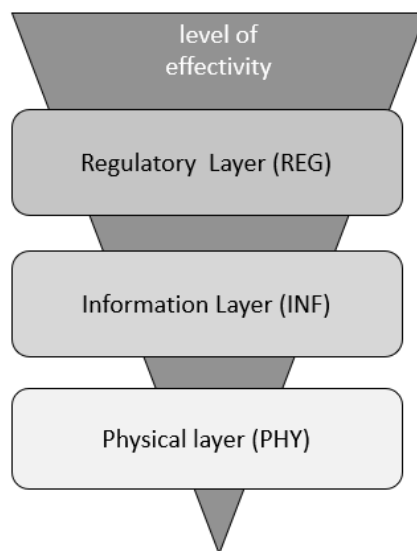 level of
effectivity
Regulatory  Layer (REG)
Information Layer (INF)
Physical layer (PHY)